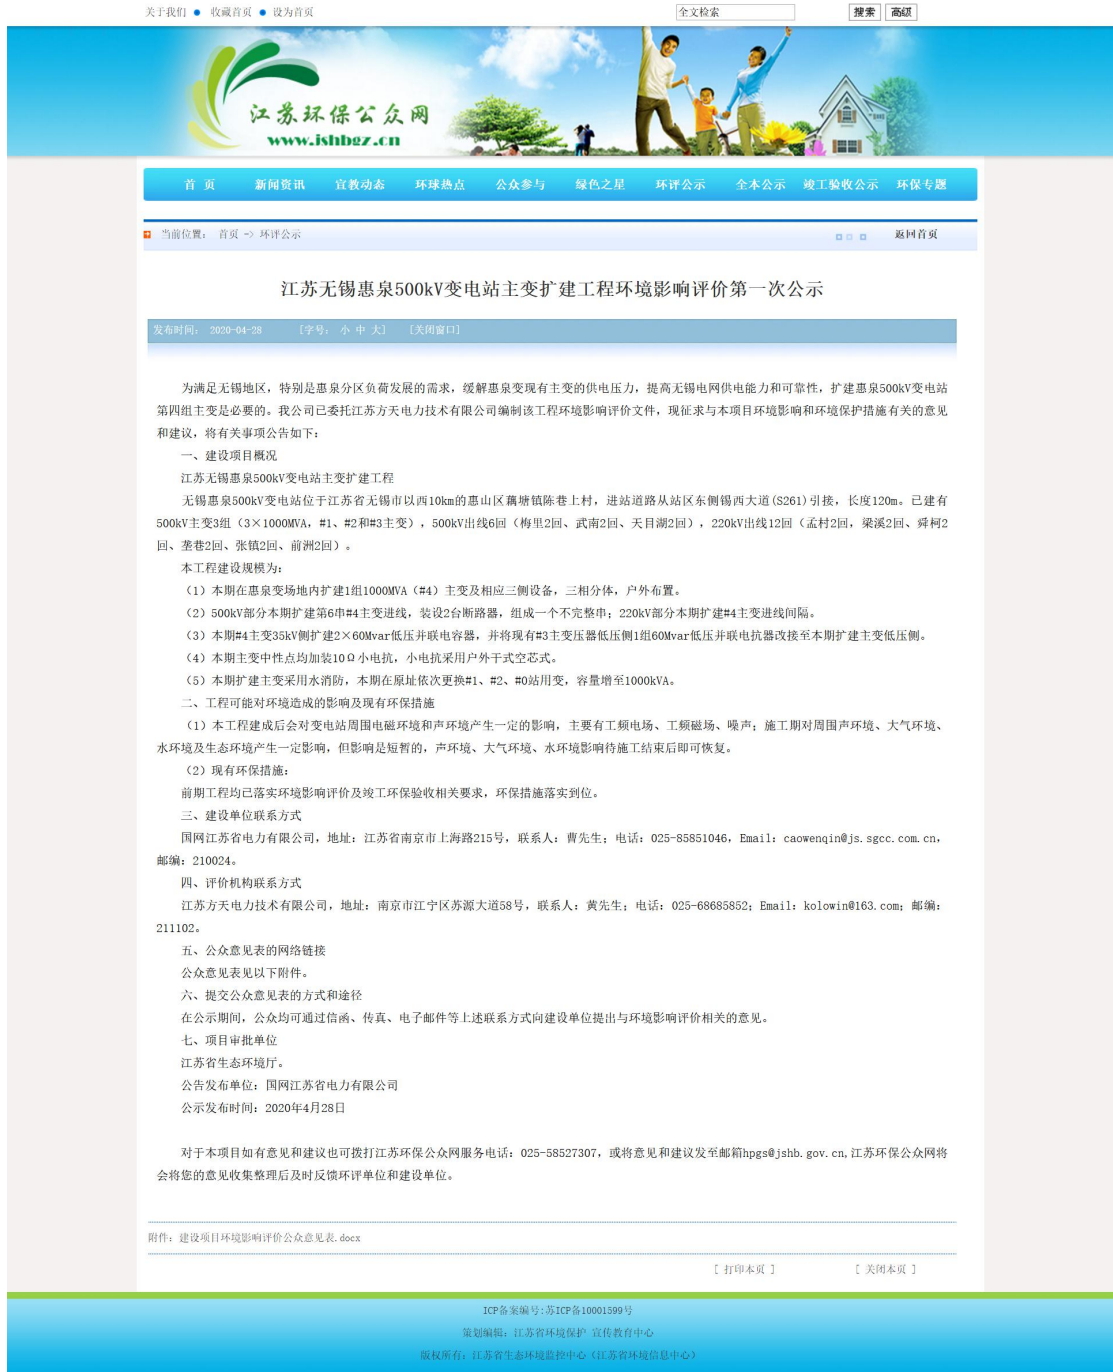 关于我们 ● 收藏首页 ● 设为首页 全文检索 搜索 高级
江苏环保公众网
www.jshbgz.cn
首 页 新闻资讯 宣教动态 环球热点 公众参与 绿色之星 环评公示 全本公示 竣工验收公示 环保专题
当前位置： 首页 -> 环评公示 返回首页
江苏无锡惠泉500kV变电站主变扩建工程环境影响评价第一次公示
发布时间： 2020-04-28 [字号： 小 中 大] [关闭窗口]
为满足无锡地区，特别是惠泉分区负荷发展的需求，缓解惠泉变现有主变的供电压力，提高无锡电网供电能力和可靠性，扩建惠泉500kV变电站
第四组主变是必要的。我公司已委托江苏方天电力技术有限公司编制该工程环境影响评价文件，现征求与本项目环境影响和环境保护措施有关的意见
和建议，将有关事项公告如下：
一、建设项目概况
江苏无锡惠泉500kV变电站主变扩建工程
无锡惠泉500kV变电站位于江苏省无锡市以西10km的惠山区藕塘镇陈巷上村，进站道路从站区东侧锡西大道(S261)引接，长度120m。已建有
500kV主变3组（3×1000MVA，#1、#2和#3主变），500kV出线6回（梅里2回、武南2回、天目湖2回），220kV出线12回（孟村2回，梁溪2回、舜柯2
回、垄巷2回、张镇2回、前洲2回）。
本工程建设规模为：
（1）本期在惠泉变场地内扩建1组1000MVA（#4）主变及相应三侧设备，三相分体，户外布置。
（2）500kV部分本期扩建第6串#4主变进线，装设2台断路器，组成一个不完整串；220kV部分本期扩建#4主变进线间隔。
（3）本期#4主变35kV侧扩建2×60Mvar低压并联电容器，并将现有#3主变压器低压侧1组60Mvar低压并联电抗器改接至本期扩建主变低压侧。
（4）本期主变中性点均加装10Ω小电抗，小电抗采用户外干式空芯式。
（5）本期扩建主变采用水消防，本期在原址依次更换#1、#2、#0站用变，容量增至1000kVA。
二、工程可能对环境造成的影响及现有环保措施
（1）本工程建成后会对变电站周围电磁环境和声环境产生一定的影响，主要有工频电场、工频磁场、噪声；施工期对周围声环境、大气环境、
水环境及生态环境产生一定影响，但影响是短暂的，声环境、大气环境、水环境影响待施工结束后即可恢复。
（2）现有环保措施：
前期工程均已落实环境影响评价及竣工环保验收相关要求，环保措施落实到位。
三、建设单位联系方式
国网江苏省电力有限公司，地址：江苏省南京市上海路215号，联系人：曹先生；电话：025-85851046，Email：caowenqin@js.sgcc.com.cn，
邮编：210024。
四、评价机构联系方式
江苏方天电力技术有限公司，地址：南京市江宁区苏源大道58号，联系人：黄先生；电话：025-68685852；Email：kolowin@163.com；邮编：
211102。
五、公众意见表的网络链接
公众意见表见以下附件。
六、提交公众意见表的方式和途径
在公示期间，公众均可通过信函、传真、电子邮件等上述联系方式向建设单位提出与环境影响评价相关的意见。
七、项目审批单位
江苏省生态环境厅。
公告发布单位：国网江苏省电力有限公司
公示发布时间：2020年4月28日
对于本项目如有意见和建议也可拨打江苏环保公众网服务电话：025-58527307，或将意见和建议发至邮箱hpgs@jshb.gov.cn,江苏环保公众网将
会将您的意见收集整理后及时反馈环评单位和建设单位。
附件：建设项目环境影响评价公众意见表.docx
[ 打印本页 ] [ 关闭本页 ]
ICP备案编号:苏ICP备10001599号
策划编辑：江苏省环境保护 宣传教育中心
版权所有：江苏省生态环境监控中心（江苏省环境信息中心）